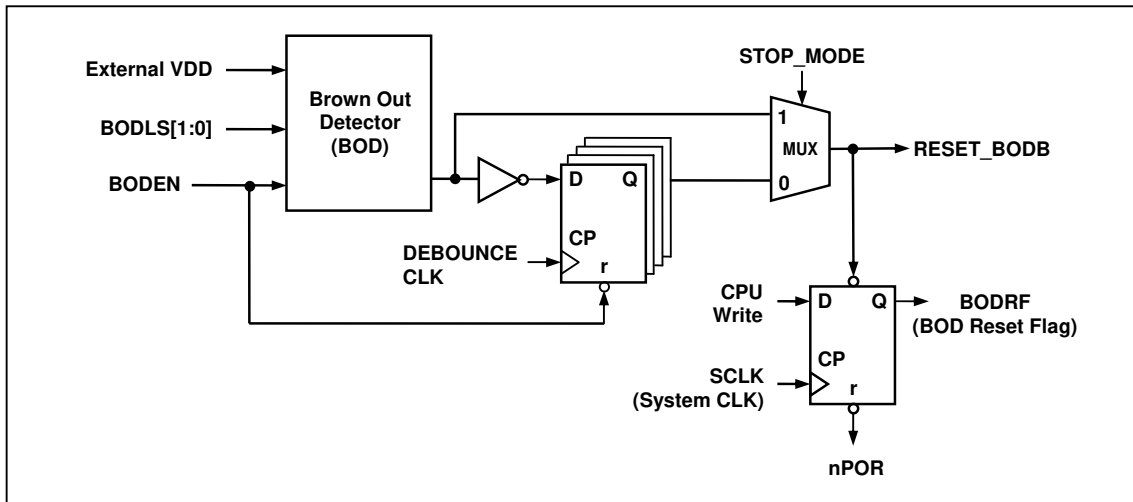 STOP_MODE
External VDD
Brown Out
Detector
(BOD)
BODLS[1:0]
1
MUX
RESET_BODB
BODEN
D
Q
0
CP
DEBOUNCE
CLK
r
CPU
Write
D
Q
BODRF
(BOD Reset Flag)
CP
SCLK
(System CLK)
r
nPOR